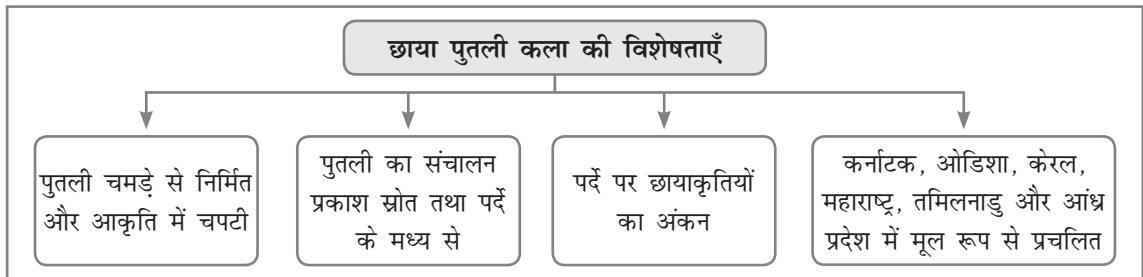 छाया पुतली कला की विशेषताएँ
पुतली चमड़े से निर्मित
और आकृति में चपटी
पुतली का संचालन
प्रकाश स्रोत तथा पर्दे
के मध्य से
पर्दे पर छायाकृतियों
का अंकन
कर्नाटक, ओडिशा, केरल,
महाराष्ट्र, तमिलनाडु और आंध्र
प्रदेश में मूल रूप से प्रचलित